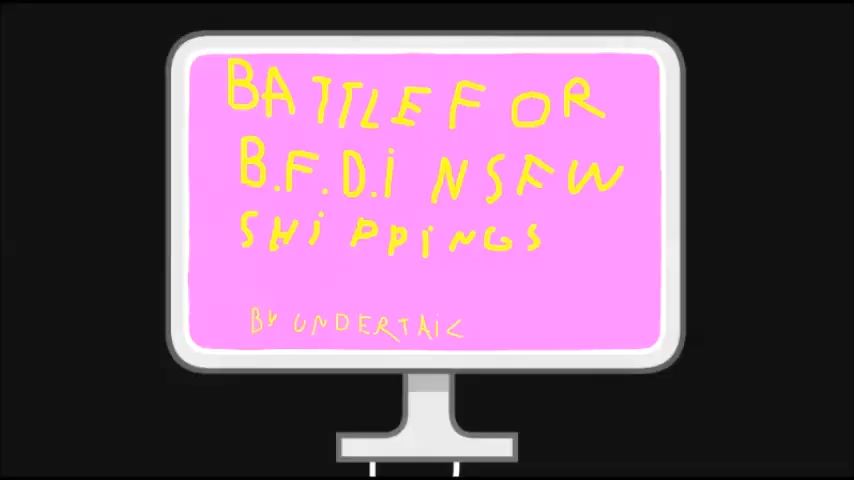 BATTLE FOR
B.F.D.i NSFW
SHiPPiNGS
BY UNDERTAiC